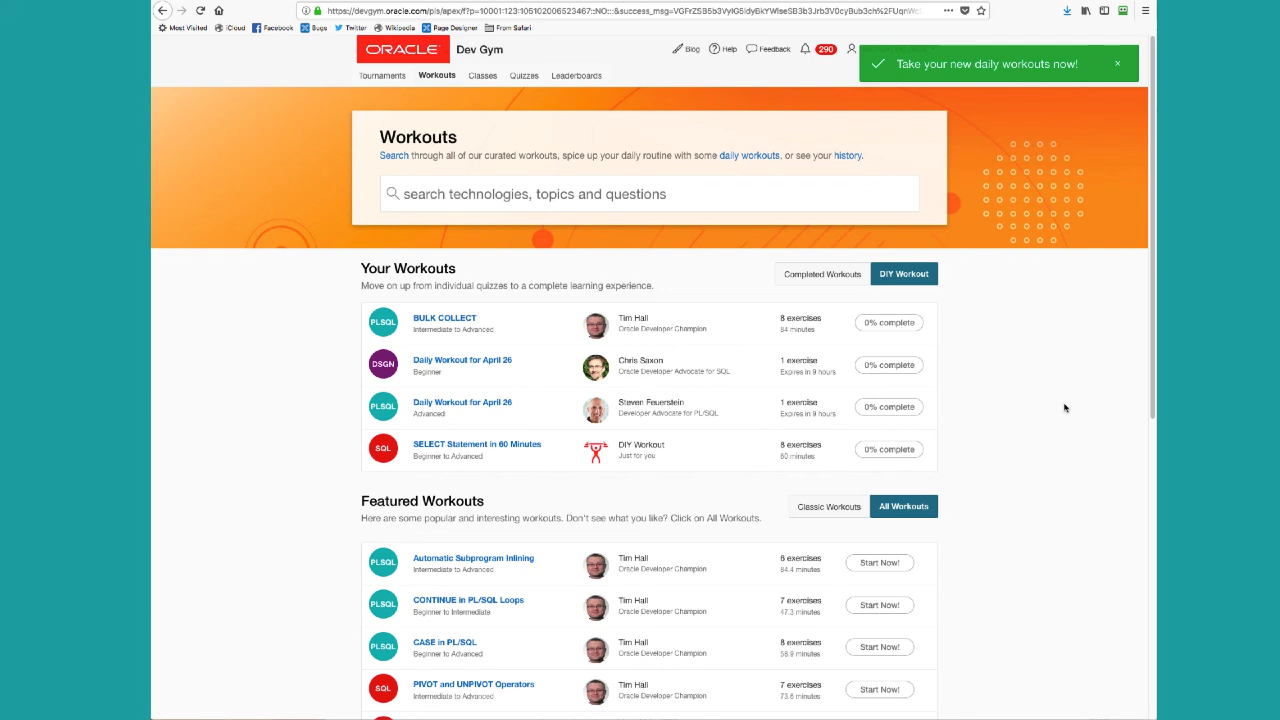 https://devgym.oracle.com/pls/apex/f?p=10001:123:105102006523467::NO:::&success_msg=
Most Visited iCloud Facebook Bugs Twitter Wikipedia Page Designer From Safari
ORACLE Dev Gym
Blog Help Feedback 290
Take your new daily workouts now! ×
Tournaments Workouts Classes Quizzes Leaderboards
Workouts
Search through all of our curated workouts, spice up your daily routine with some daily workouts, or see your history.
search technologies, topics and questions
Your Workouts
Completed Workouts DIY Workout
Move on up from individual quizzes to a complete learning experience.
PLSQL BULK COLLECT Tim Hall 8 exercises 0% complete
Intermediate to Advanced Oracle Developer Champion 84 minutes
DSGN Daily Workout for April 26 Chris Saxon 1 exercise 0% complete
Beginner Oracle Developer Advocate for SQL Expires in 9 hours
PLSQL Daily Workout for April 26 Steven Feuerstein 1 exercise 0% complete
Advanced Developer Advocate for PL/SQL Expires in 9 hours
SQL SELECT Statement in 60 Minutes DIY Workout 8 exercises 0% complete
Beginner to Advanced Just for you 60 minutes
Featured Workouts
Classic Workouts All Workouts
Here are some popular and interesting workouts. Don't see what you like? Click on All Workouts.
PLSQL Automatic Subprogram Inlining Tim Hall 6 exercises Start Now!
Intermediate to Advanced Oracle Developer Champion 84.4 minutes
PLSQL CONTINUE in PL/SQL Loops Tim Hall 7 exercises Start Now!
Beginner to Intermediate Oracle Developer Champion 47.3 minutes
PLSQL CASE in PL/SQL Tim Hall 8 exercises Start Now!
Beginner to Advanced Oracle Developer Champion 58.9 minutes
SQL PIVOT and UNPIVOT Operators Tim Hall 7 exercises Start Now!
Intermediate to Advanced Oracle Developer Champion 73.6 minutes